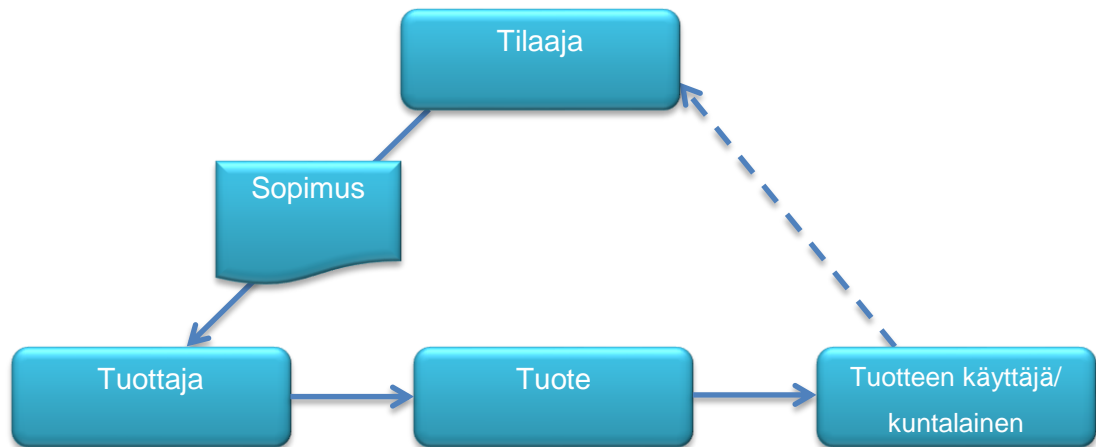 Tilaaja
Sopimus
Tuottaja
Tuote
Tuotteen käyttäjä/
kuntalainen